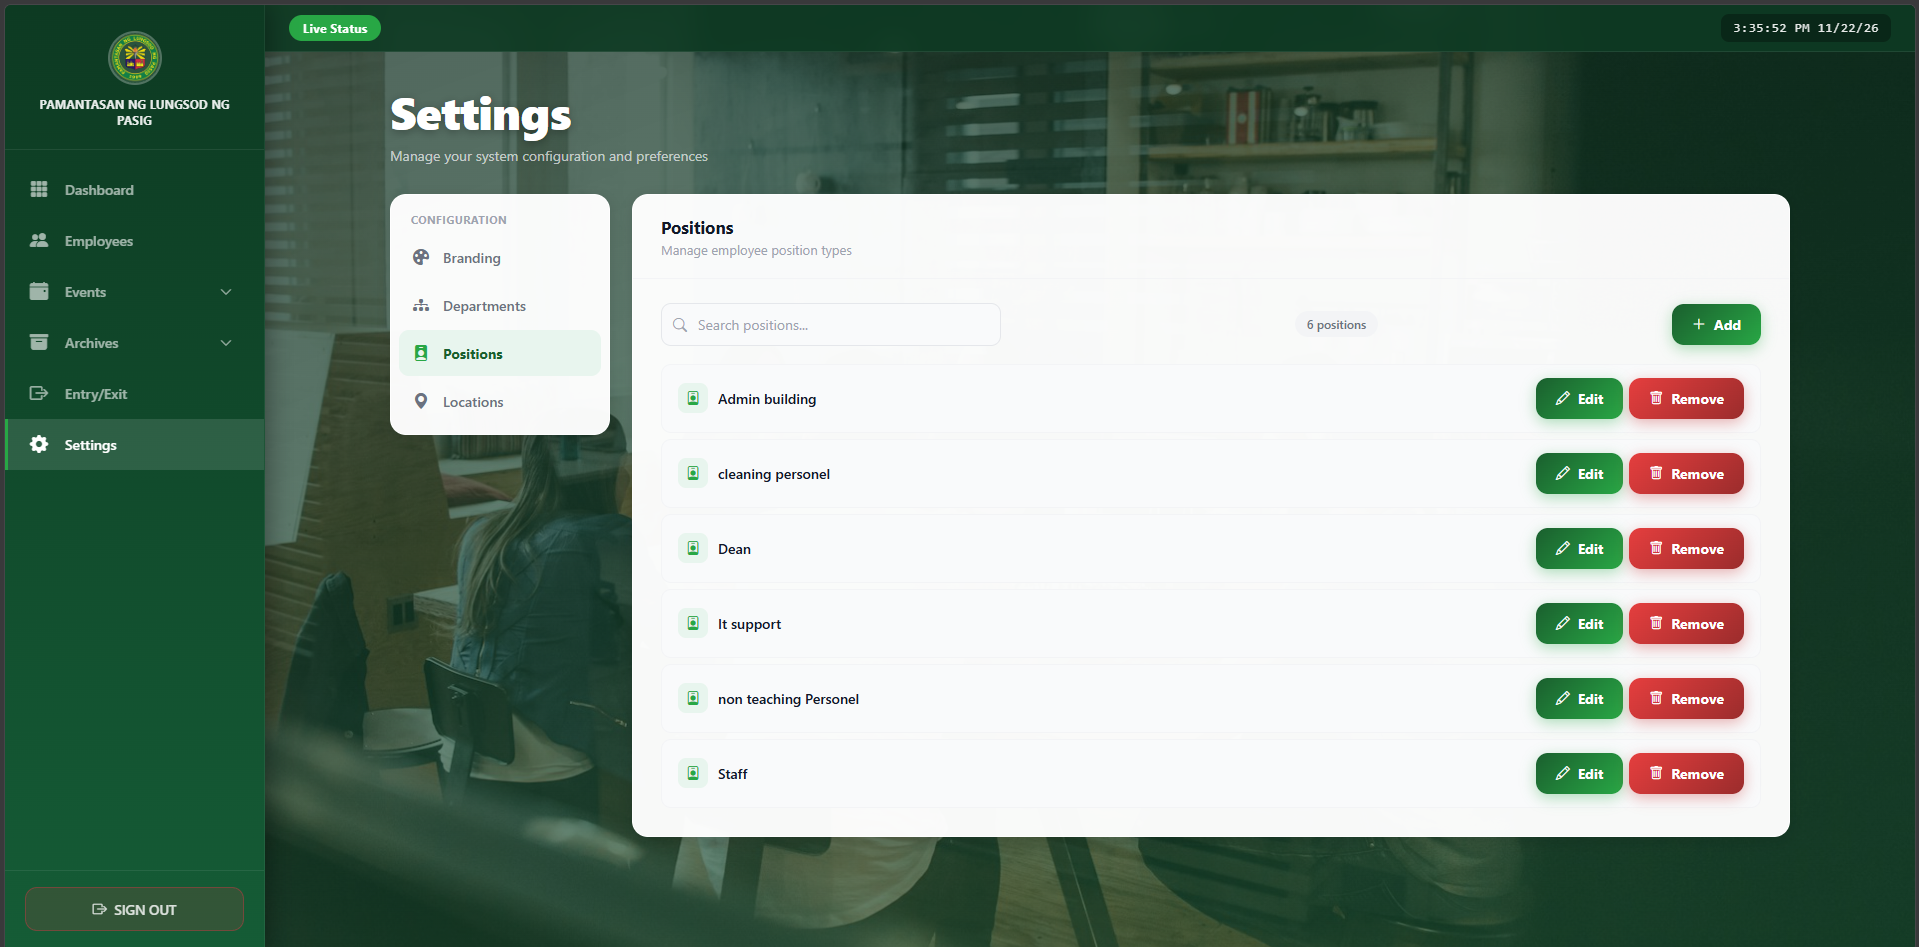 PAMANTASAN NG LUNGSOD NG
PASIG
Dashboard
Employees
Events
Archives
Entry/Exit
Settings
SIGN OUT
Live Status
3:35:52 PM 11/22/26
Settings
Manage your system configuration and preferences
CONFIGURATION
Branding
Departments
Positions
Locations
Positions
Manage employee position types
Search positions...
6 positions
+ Add
Admin building
Edit
Remove
cleaning personel
Edit
Remove
Dean
Edit
Remove
It support
Edit
Remove
non teaching Personel
Edit
Remove
Staff
Edit
Remove